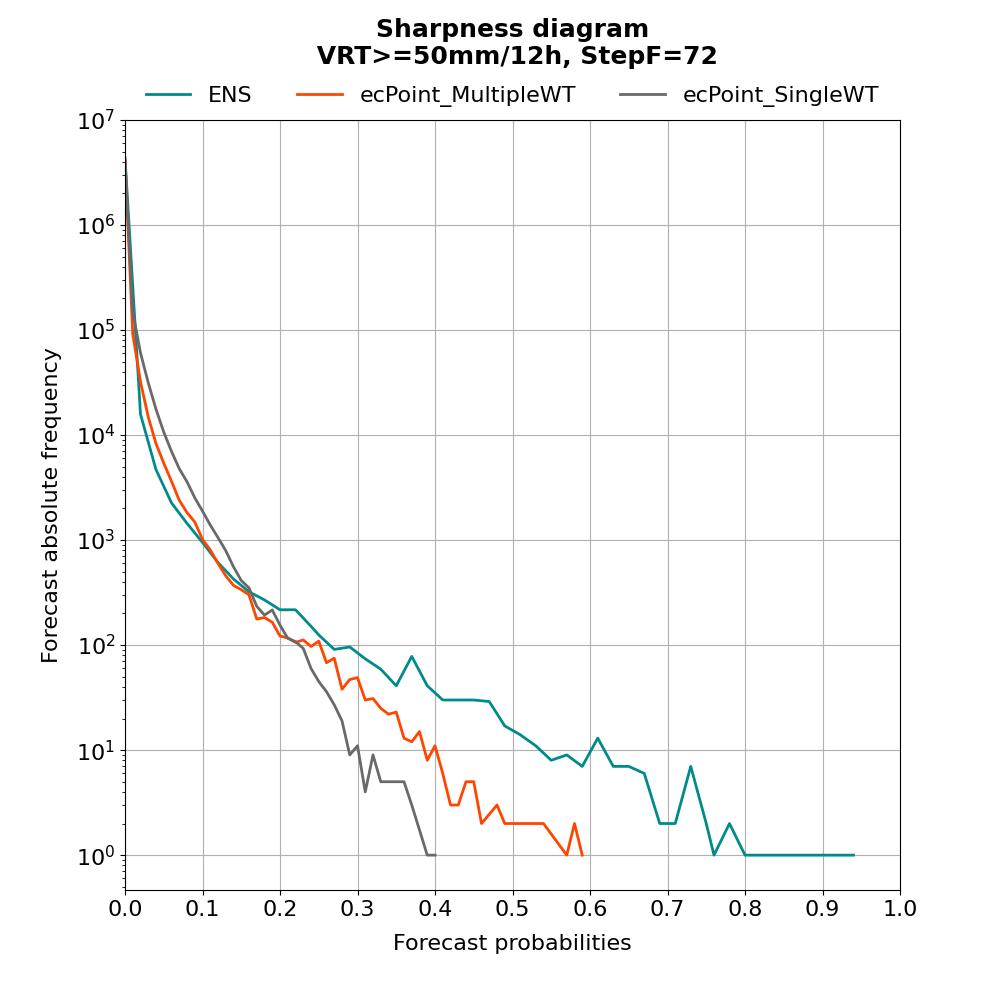 Sharpness diagram
VRT>=50mm/12h, StepF=72
ENS ecPoint_MultipleWT ecPoint_SingleWT
10^7
10^6
10^5
10^4
10^3
10^2
10^1
10^0
Forecast absolute frequency
0.0 0.1 0.2 0.3 0.4 0.5 0.6 0.7 0.8 0.9 1.0
Forecast probabilities